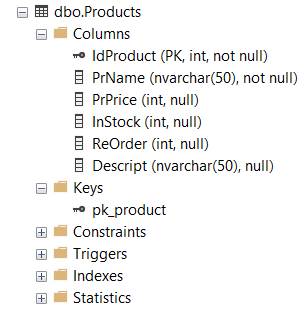 dbo.Products
Columns
IdProduct (PK, int, not null)
PrName (nvarchar(50), not null)
PrPrice (int, null)
InStock (int, null)
ReOrder (int, null)
Descript (nvarchar(50), null)
Keys
pk_product
Constraints
Triggers
Indexes
Statistics